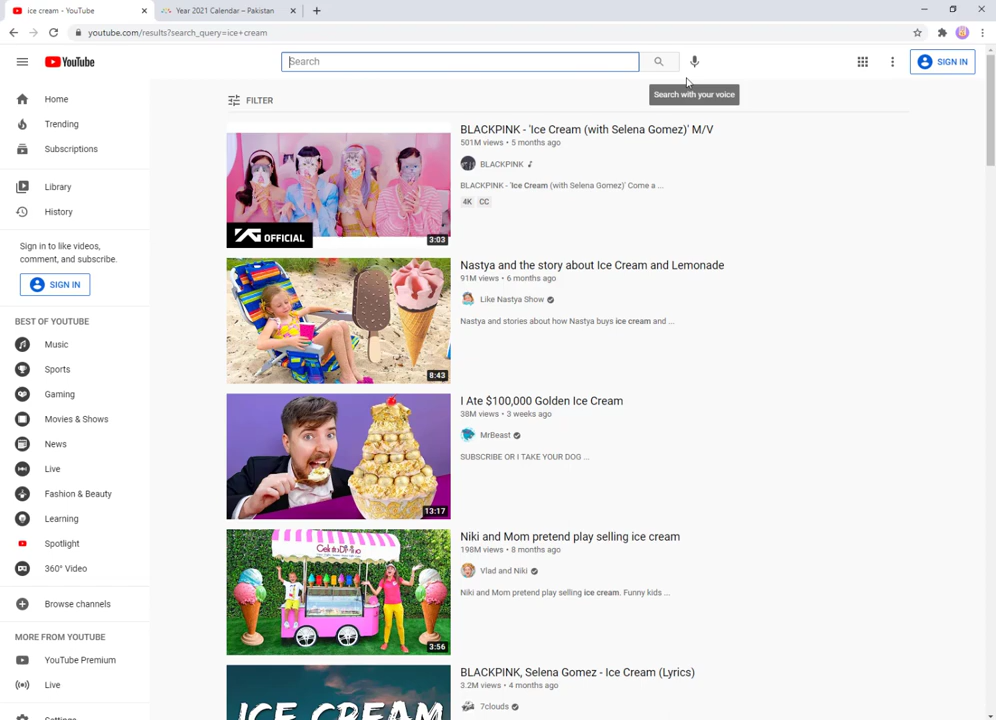 ice cream - YouTube
Year 2021 Calendar – Pakistan
youtube.com/results?search_query=ice+cream
YouTube
Search
SIGN IN
Search with your voice
Home
Trending
Subscriptions
Library
History
Sign in to like videos,
comment, and subscribe.
SIGN IN
BEST OF YOUTUBE
Music
Sports
Gaming
Movies & Shows
News
Live
Fashion & Beauty
Learning
Spotlight
360° Video
Browse channels
MORE FROM YOUTUBE
YouTube Premium
Live
Settings
FILTER
YG OFFICIAL
3:03
BLACKPINK - 'Ice Cream (with Selena Gomez)' M/V
501M views • 5 months ago
BLACKPINK
BLACKPINK - 'Ice Cream (with Selena Gomez)' Come a ...
4K CC
8:43
Nastya and the story about Ice Cream and Lemonade
91M views • 6 months ago
Like Nastya Show
Nastya and stories about how Nastya buys ice cream and ...
13:17
I Ate $100,000 Golden Ice Cream
38M views • 3 weeks ago
MrBeast
SUBSCRIBE OR I TAKE YOUR DOG ...
3:56
Niki and Mom pretend play selling ice cream
198M views • 8 months ago
Vlad and Niki
Niki and Mom pretend play selling ice cream. Funny kids ...
ICE CREAM
BLACKPINK, Selena Gomez - Ice Cream (Lyrics)
3.2M views • 4 months ago
7clouds